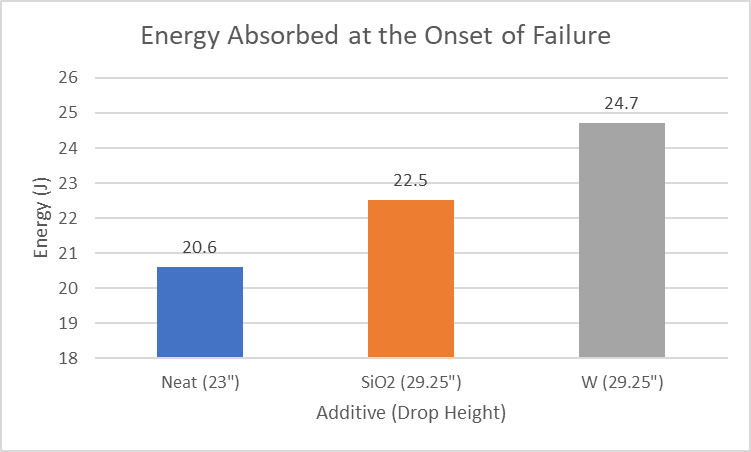 Energy Absorbed at the Onset of Failure
26
25
24
23
22
21
20
19
18
Energy (J)
20.6
22.5
24.7
Neat (23")
SiO2 (29.25")
W (29.25")
Additive (Drop Height)